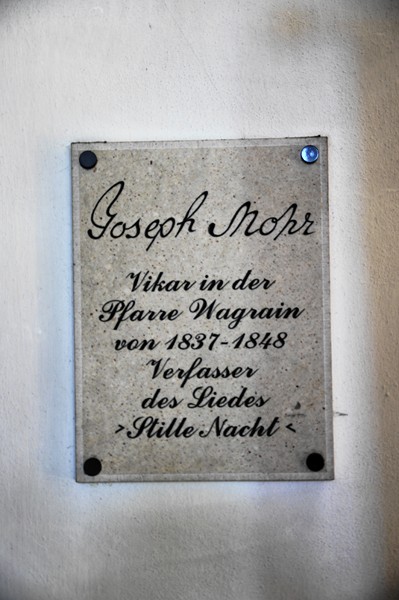 Joseph Mohr
Vikar in der
Pfarre Wagrain
von 1837-1848
Verfasser
des Liedes
>Stille Nacht<